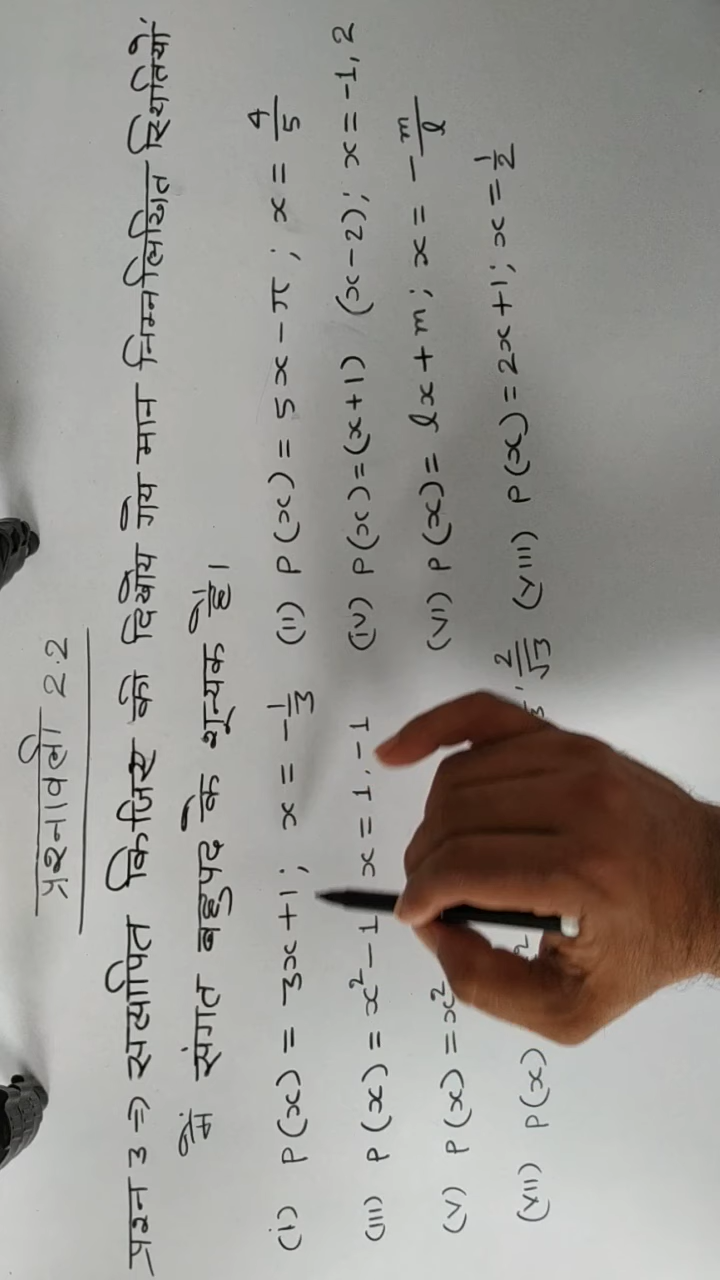 प्रश्नावली 2.2
प्रश्न 3 ⇒ सत्यापित किजिए की दिखाेये गये मान निम्नलिखित स्थितियो
में संगत बहुपद के शून्यक है।
(i) P(x) = 3x+1; x = -1/3 (ii) P(x) = 5x-π; x = 4/5
(iii) P(x) = x²-1 x = 1, -1 (iv) P(x) = (x+1) (x-2); x = -1, 2
(v) P(x) = x² (vi) P(x) = lx+m; x = -m/l
(vii) P(x) 2/√3 (viii) P(x) = 2x+1; x = 1/2